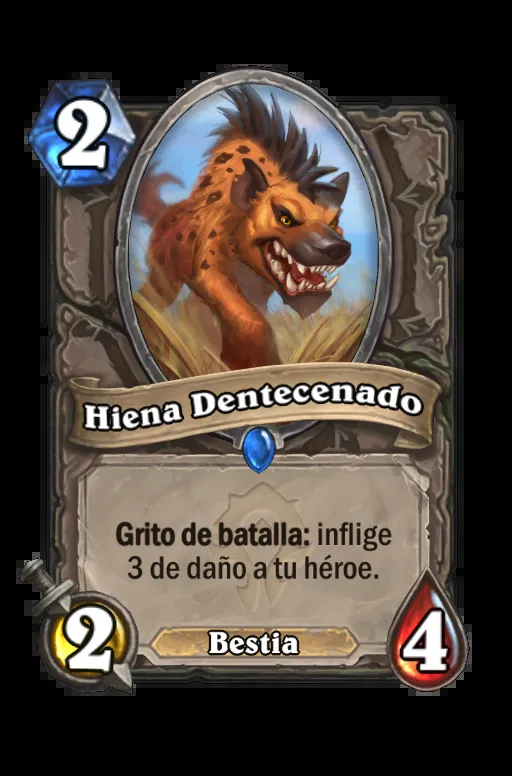 2
Hiena Dentecenado
Grito de batalla: inflige
3 de daño a tu héroe.
2
Bestia
4